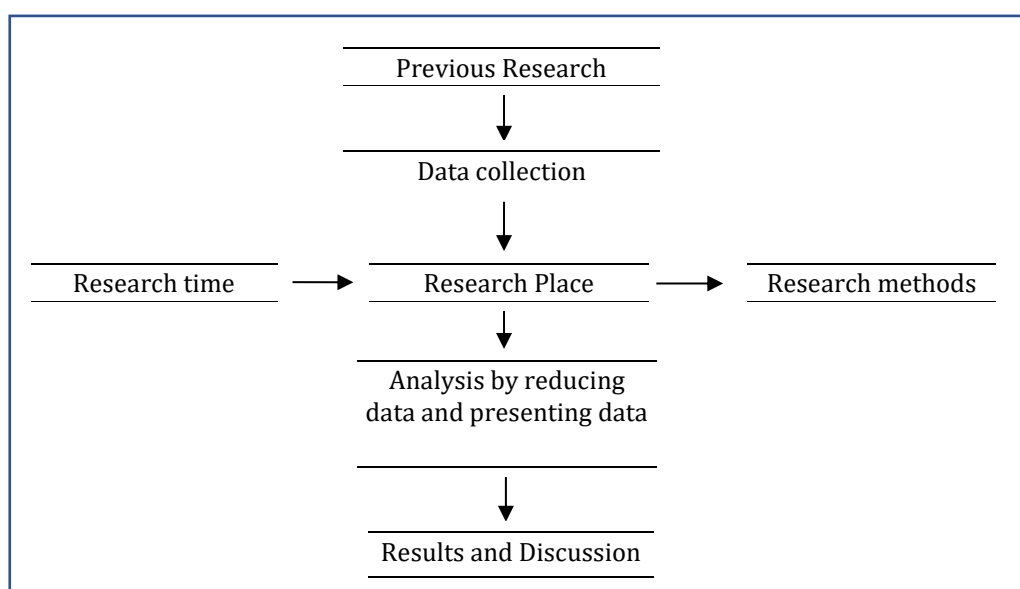 Previous Research
Data collection
Research time
Research Place
Research methods
Analysis by reducing
data and presenting data
Results and Discussion